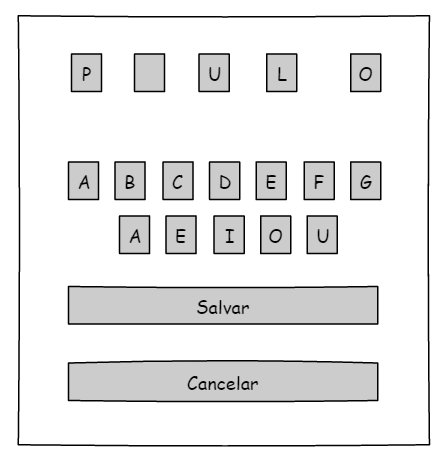 P U L O
A B C D E F G
A E I O U
Salvar
Cancelar